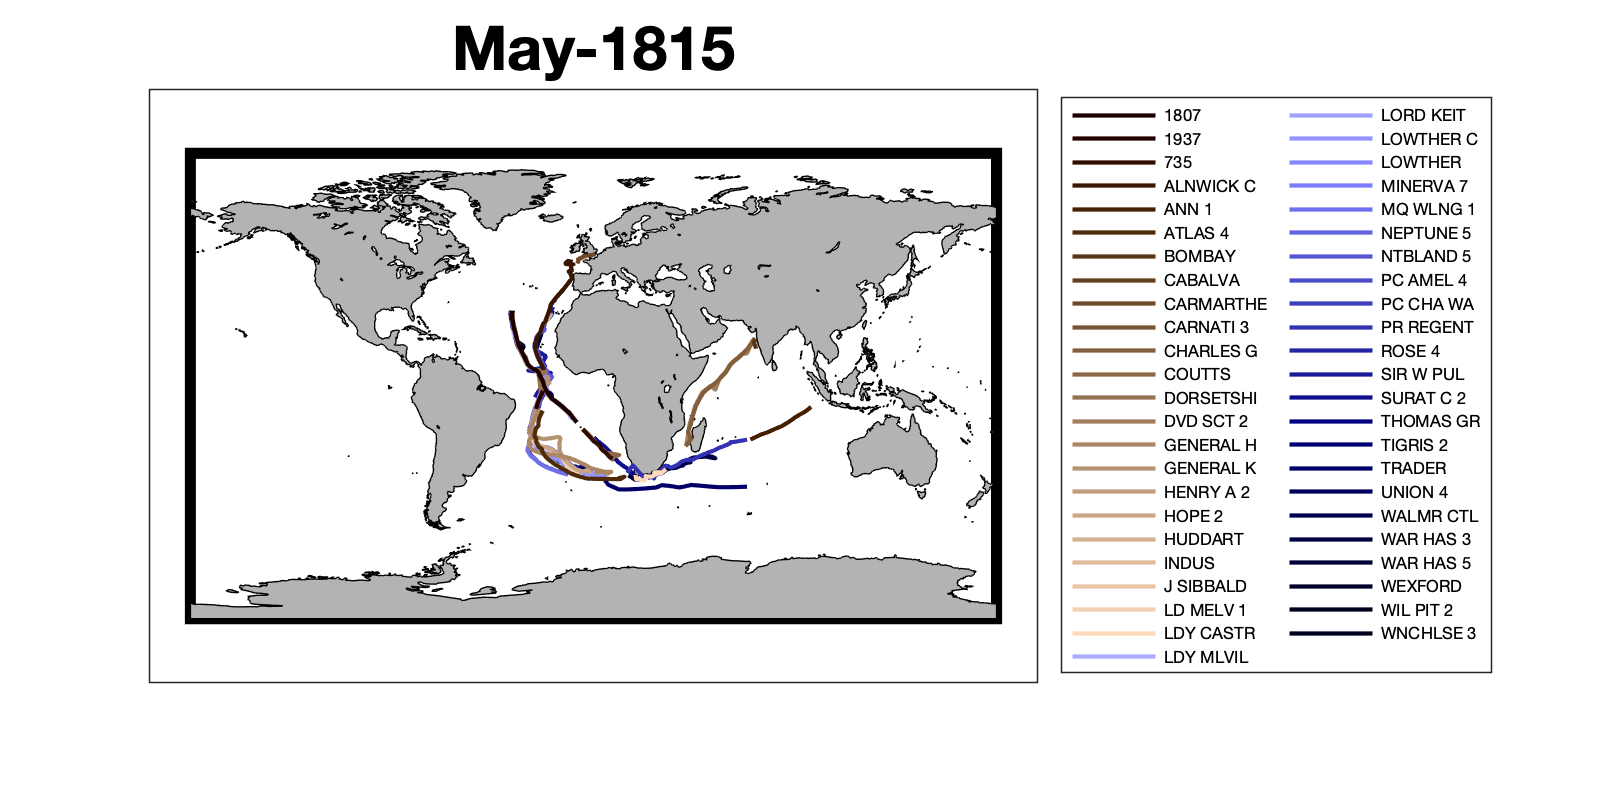 May-1815
1807
1937
735
ALNWICK C
ANN 1
ATLAS 4
BOMBAY
CABALVA
CARMARTHE
CARNATI 3
CHARLES G
COUTTS
DORSETSHI
DVD SCT 2
GENERAL H
GENERAL K
HENRY A 2
HOPE 2
HUDDART
INDUS
J SIBBALD
LD MELV 1
LDY CASTR
LDY MLVIL
LORD KEIT
LOWTHER C
LOWTHER
MINERVA 7
MQ WLNG 1
NEPTUNE 5
NTBLAND 5
PC AMEL 4
PC CHA WA
PR REGENT
ROSE 4
SIR W PUL
SURAT C 2
THOMAS GR
TIGRIS 2
TRADER
UNION 4
WALMR CTL
WAR HAS 3
WAR HAS 5
WEXFORD
WIL PIT 2
WNCHLSE 3